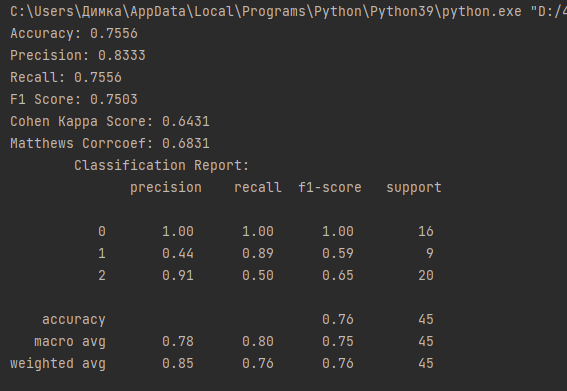 C:\Users\Димка\AppData\Local\Programs\Python\Python39\python.exe "D:/4
Accuracy: 0.7556
Precision: 0.8333
Recall: 0.7556
F1 Score: 0.7503
Cohen Kappa Score: 0.6431
Matthews Corrcoef: 0.6831
Classification Report:
precision recall f1-score support
0 1.00 1.00 1.00 16
1 0.44 0.89 0.59 9
2 0.91 0.50 0.65 20
accuracy 0.76 45
macro avg 0.78 0.80 0.75 45
weighted avg 0.85 0.76 0.76 45